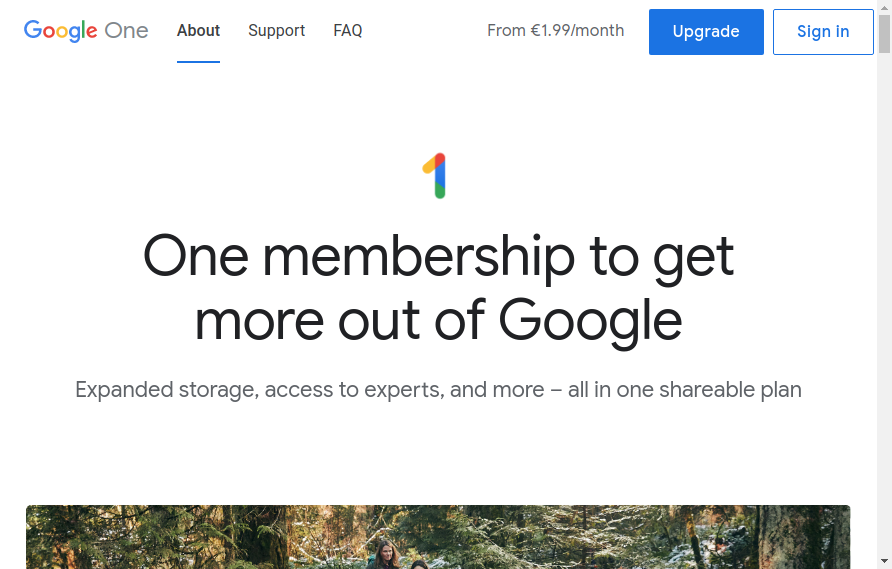 Google One About Support FAQ From €1.99/month Upgrade Sign in
One membership to get
more out of Google
Expanded storage, access to experts, and more – all in one shareable plan